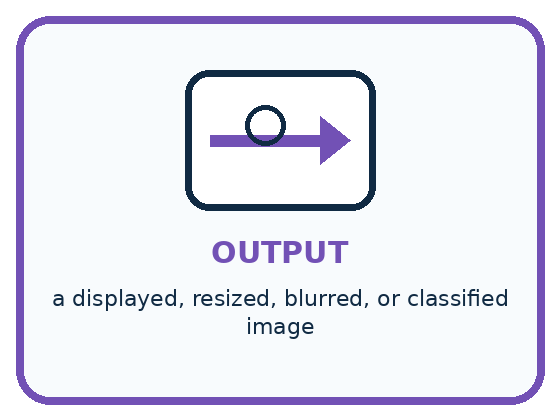 OUTPUT
a displayed, resized, blurred, or classified
image